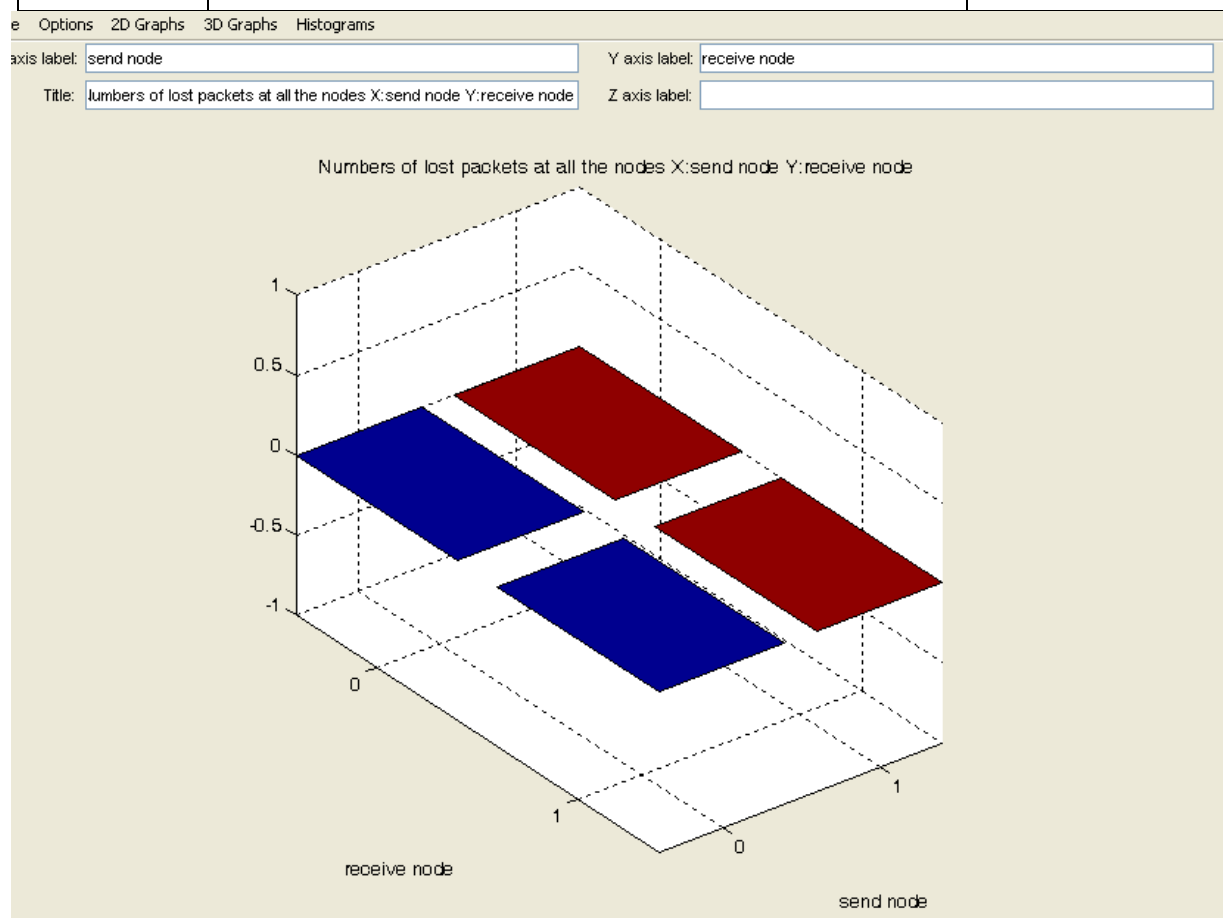 e Options 2D Graphs 3D Graphs Histograms
axis label: send node Y axis label: receive node
Title: Numbers of lost packets at all the nodes X:send node Y:receive node Z axis label:
Numbers of lost packets at all the nodes X:send node Y:receive node
1
0.5
0
-0.5
-1
0
1
1
0
receive node
send node